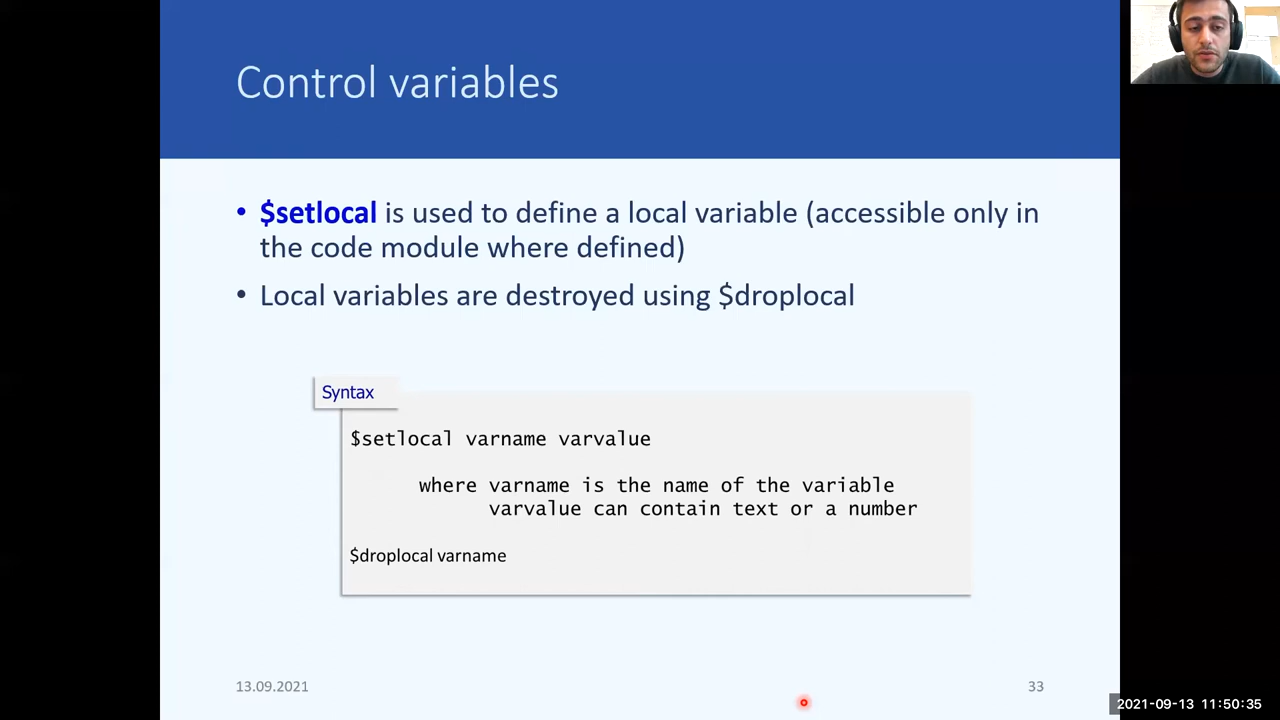 Control variables
• $setlocal is used to define a local variable (accessible only in
the code module where defined)
• Local variables are destroyed using $droplocal
Syntax
$setlocal varname varvalue
where varname is the name of the variable
varvalue can contain text or a number
$droplocal varname
13.09.2021
33
2021-09-13 11:50:35